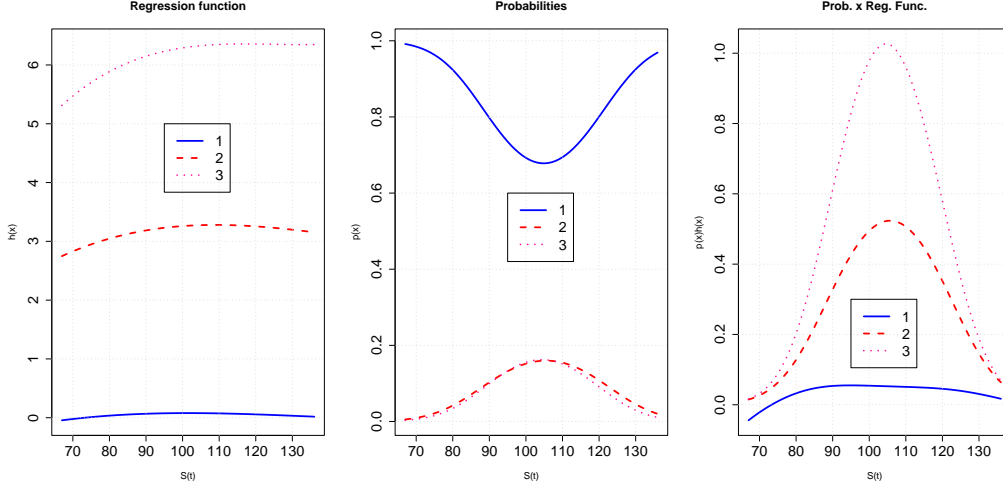 Regression function
h(x)
0 1 2 3 4 5 6
1
2
3
70 80 90 100 110 120 130
S(t)
Probabilities
p(x)
0.0 0.2 0.4 0.6 0.8 1.0
1
2
3
70 80 90 100 110 120 130
S(t)
Prob. x Reg. Func.
p(x)h(x)
0.0 0.2 0.4 0.6 0.8 1.0
1
2
3
70 80 90 100 110 120 130
S(t)